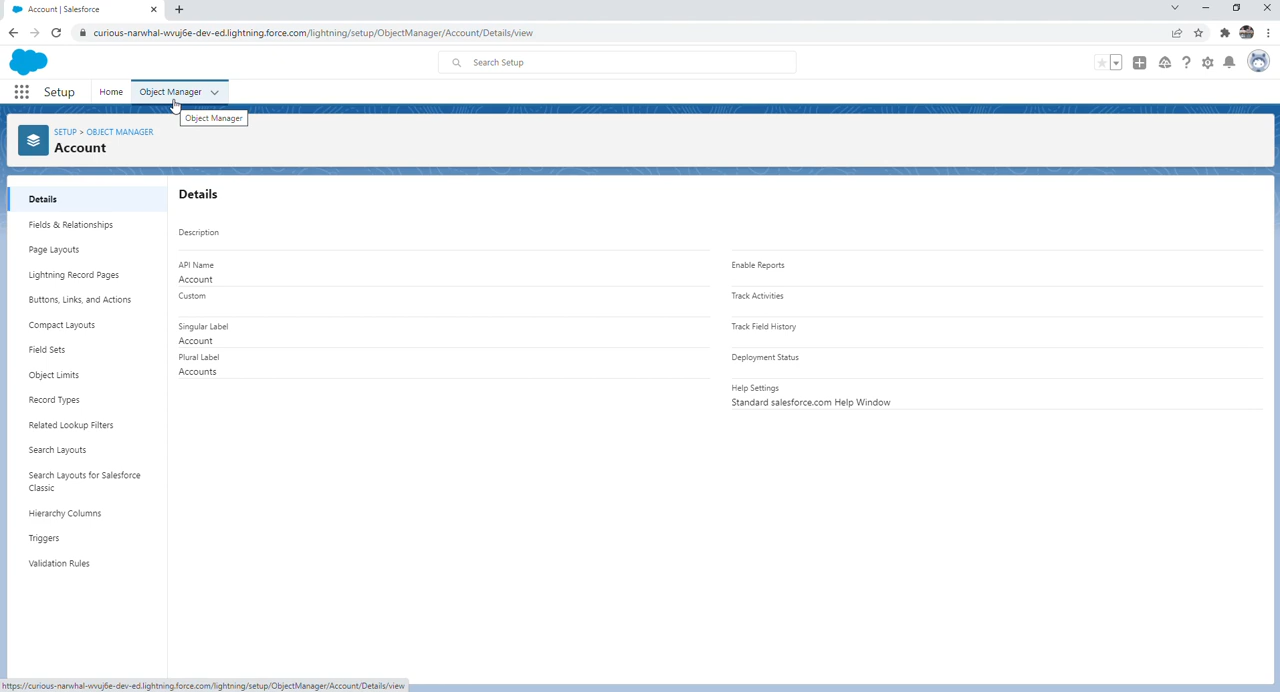 Account | Salesforce
curious-narwhal-wvuj6e-dev-ed.lightning.force.com/lightning/setup/ObjectManager/Account/Details/view
Search Setup
Setup
Home
Object Manager
Object Manager
SETUP > OBJECT MANAGER
Account
Details
Fields & Relationships
Page Layouts
Lightning Record Pages
Buttons, Links, and Actions
Compact Layouts
Field Sets
Object Limits
Record Types
Related Lookup Filters
Search Layouts
Search Layouts for Salesforce
Classic
Hierarchy Columns
Triggers
Validation Rules
Details
Description
API Name
Account
Custom
Singular Label
Account
Plural Label
Accounts
Enable Reports
Track Activities
Track Field History
Deployment Status
Help Settings
Standard salesforce.com Help Window
https://curious-narwhal-wvuj6e-dev-ed.lightning.force.com/lightning/setup/ObjectManager/Account/Details/view